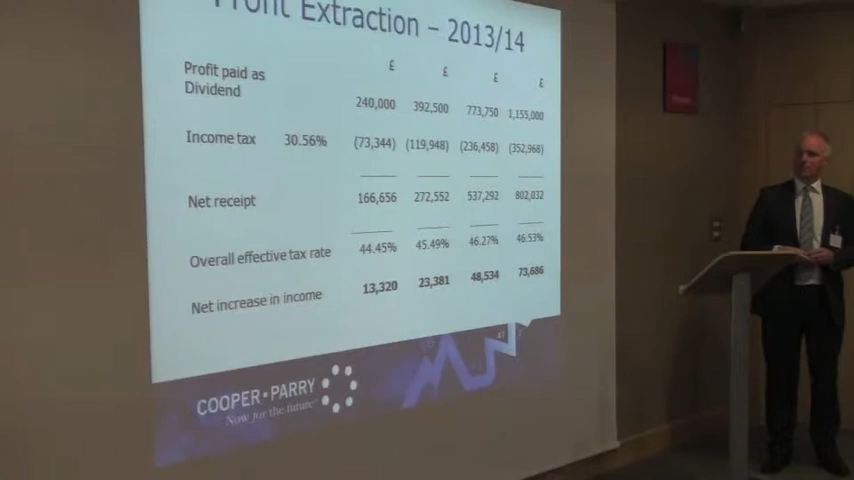 Profit Extraction – 2013/14
£ £ £ £
Profit paid as
Dividend 240,000 392,500 773,750 1,155,000
Income tax 30.56% (73,344) (119,948) (236,458) (352,968)
Net receipt 166,656 272,552 537,292 802,032
Overall effective tax rate 44.45% 45.49% 46.27% 46.53%
Net increase in income 13,320 23,381 48,534 73,686
COOPER·PARRY
Now for the future